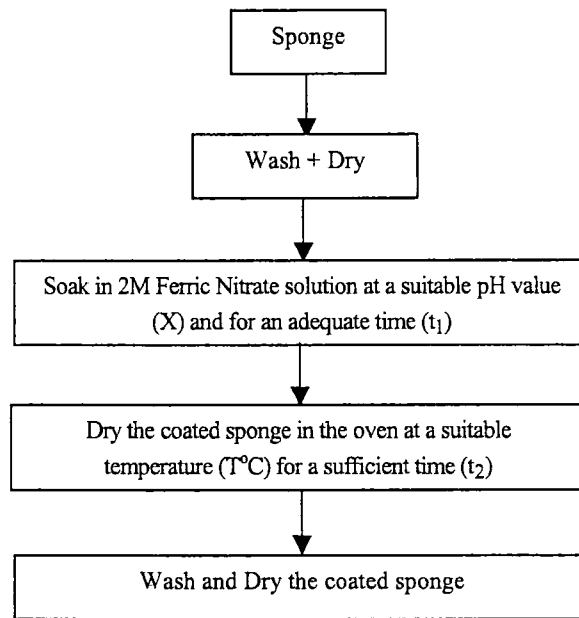 Sponge
Wash + Dry
Soak in 2M Ferric Nitrate solution at a suitable pH value
(X) and for an adequate time (t₁)
Dry the coated sponge in the oven at a suitable
temperature (T°C) for a sufficient time (t₂)
Wash and Dry the coated sponge